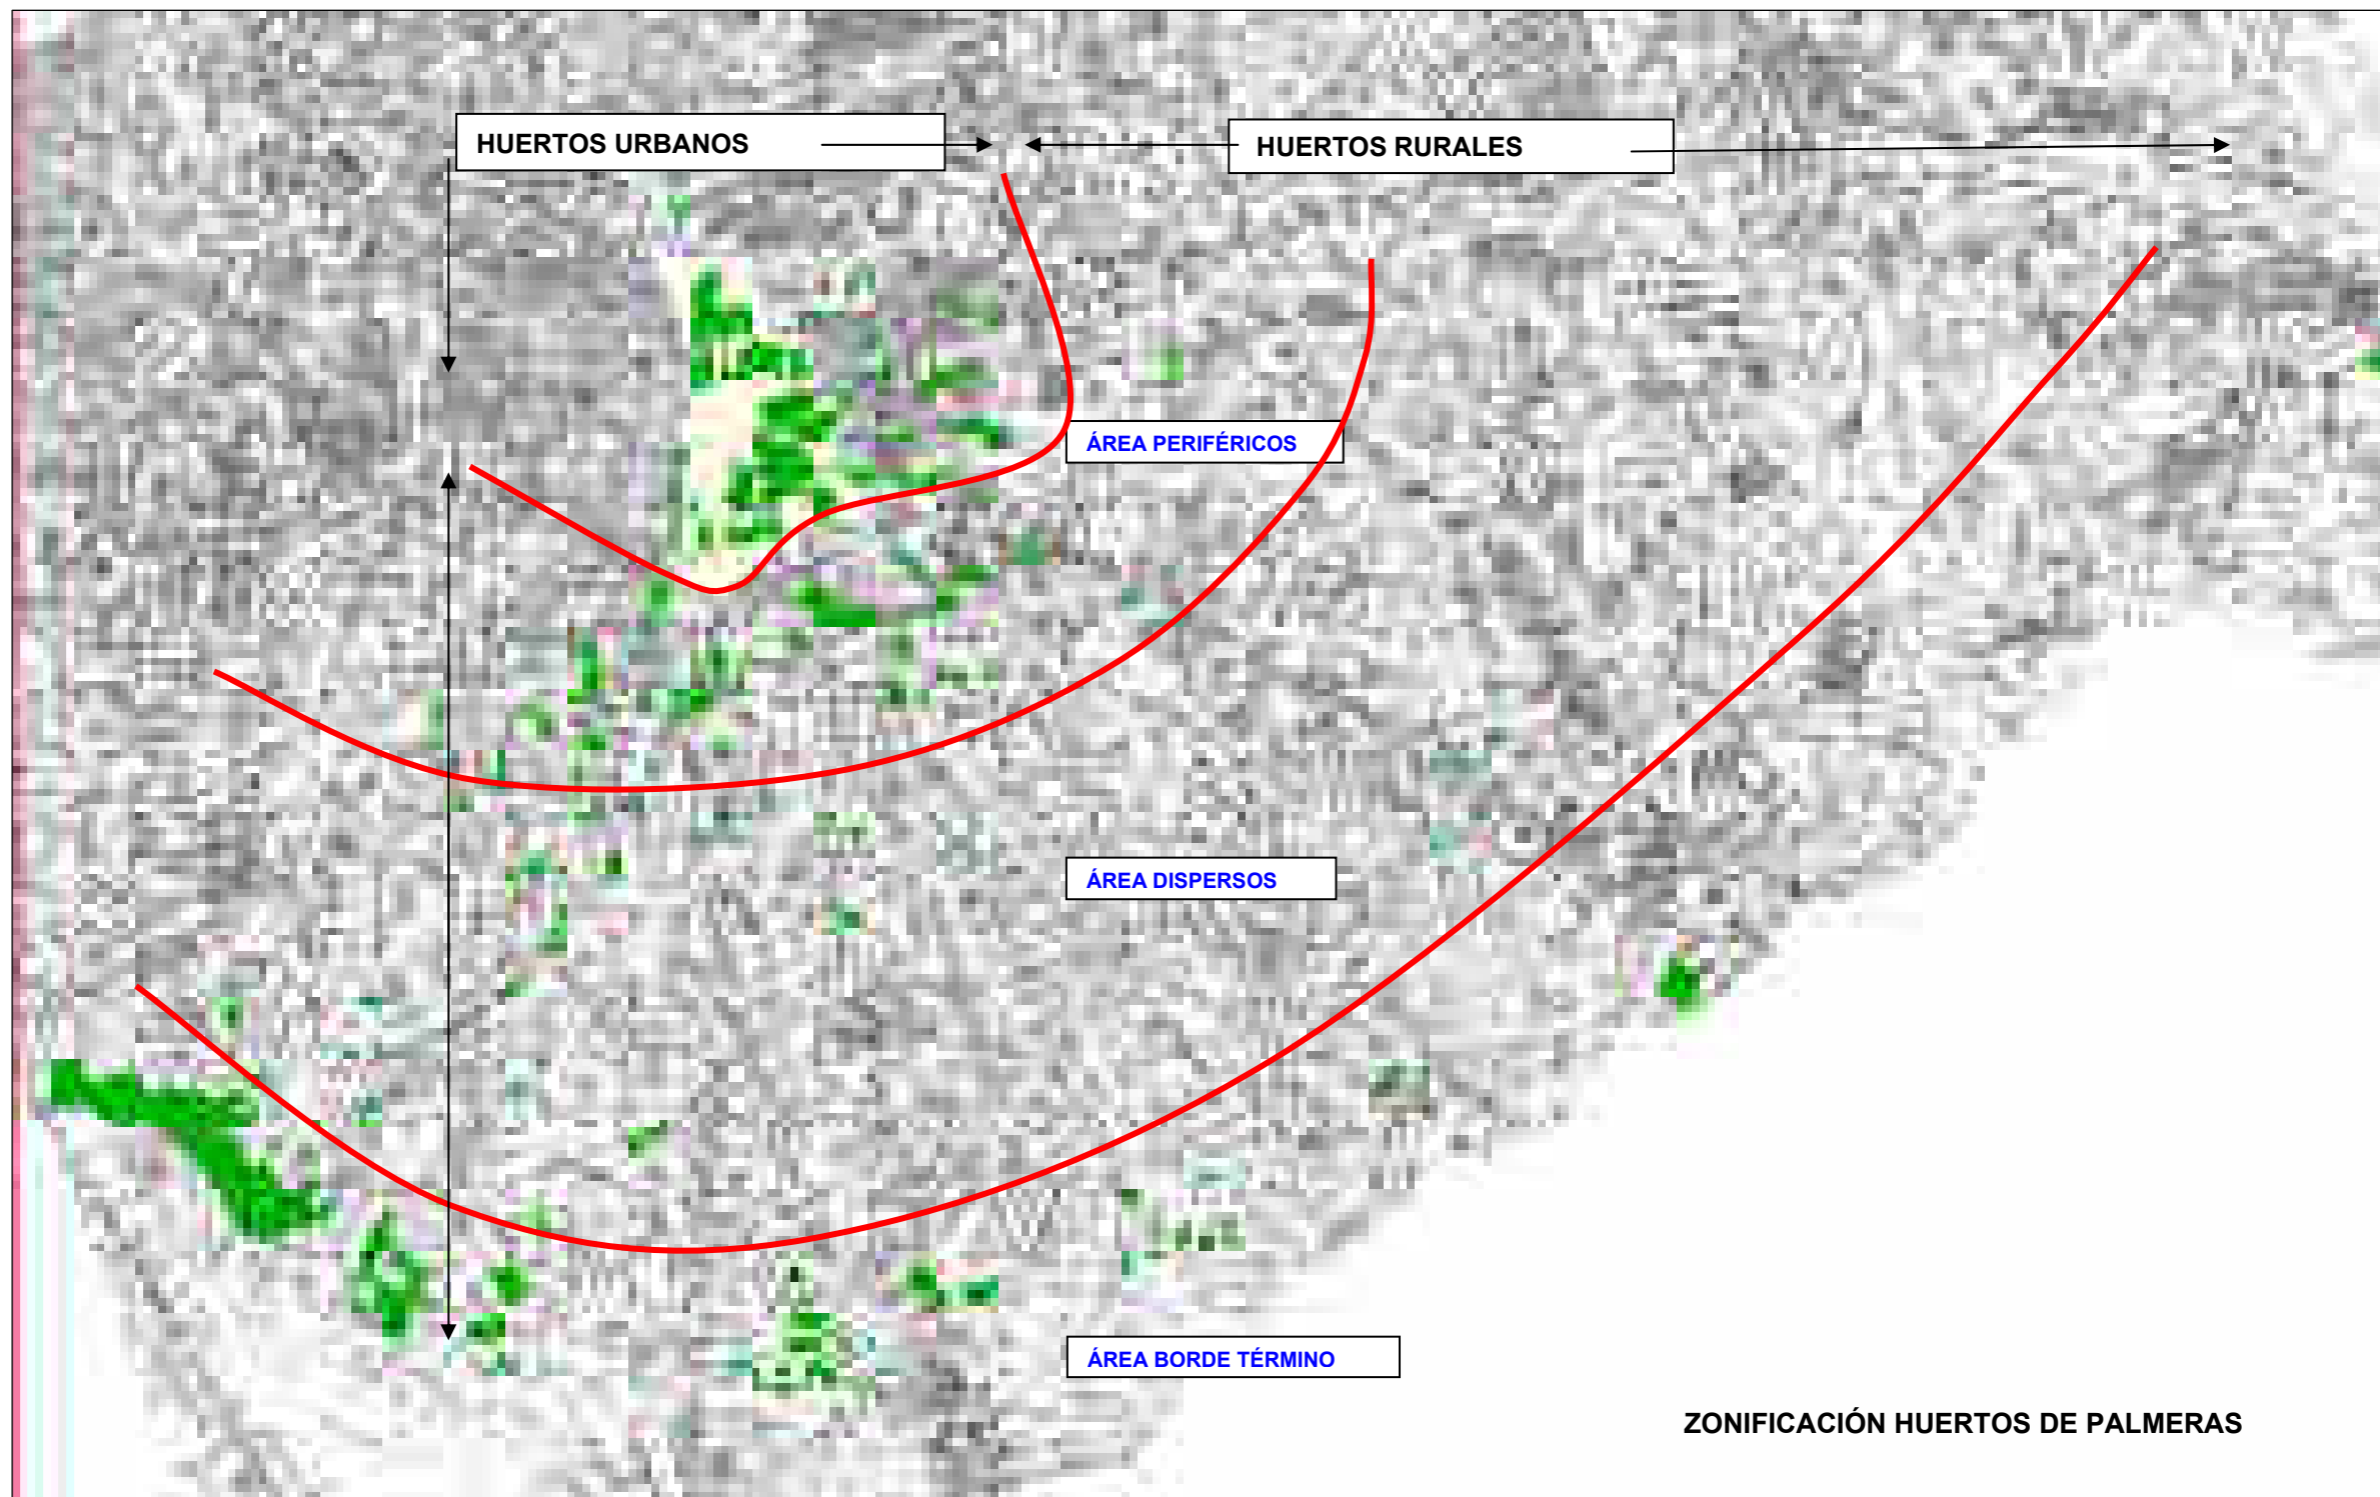 HUERTOS URBANOS
HUERTOS RURALES
ÁREA PERIFÉRICOS
ÁREA DISPERSOS
ÁREA BORDE TÉRMINO
ZONIFICACIÓN HUERTOS DE PALMERAS